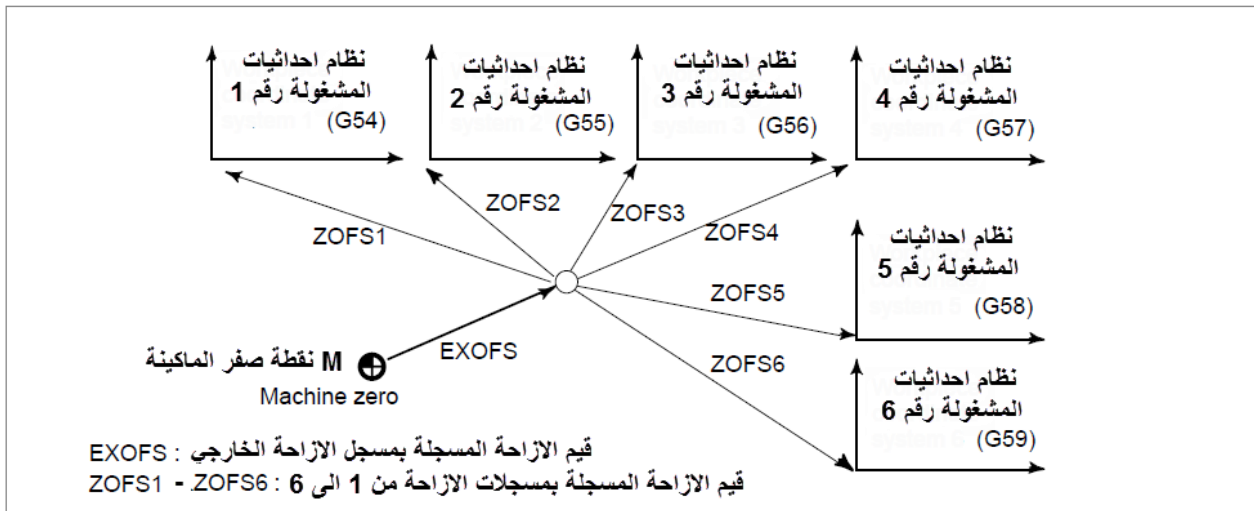 نظام احداثيات
المشغولة رقم 1
(G54)
نظام احداثيات
المشغولة رقم 2
(G55)
نظام احداثيات
المشغولة رقم 3
(G56)
نظام احداثيات
المشغولة رقم 4
(G57)
ZOFS1
ZOFS2
ZOFS3
ZOFS4
نظام احداثيات
المشغولة رقم 5
(G58)
ZOFS5
ZOFS6
EXOFS
M نقطة صفر الماكينة
Machine zero
نظام احداثيات
المشغولة رقم 6
(G59)
EXOFS : قيم الازاحة المسجلة بمسجل الازاحة الخارجي
ZOFS1 - ZOFS6 : قيم الازاحة المسجلة بمسجلات الازاحة من 1 الى 6